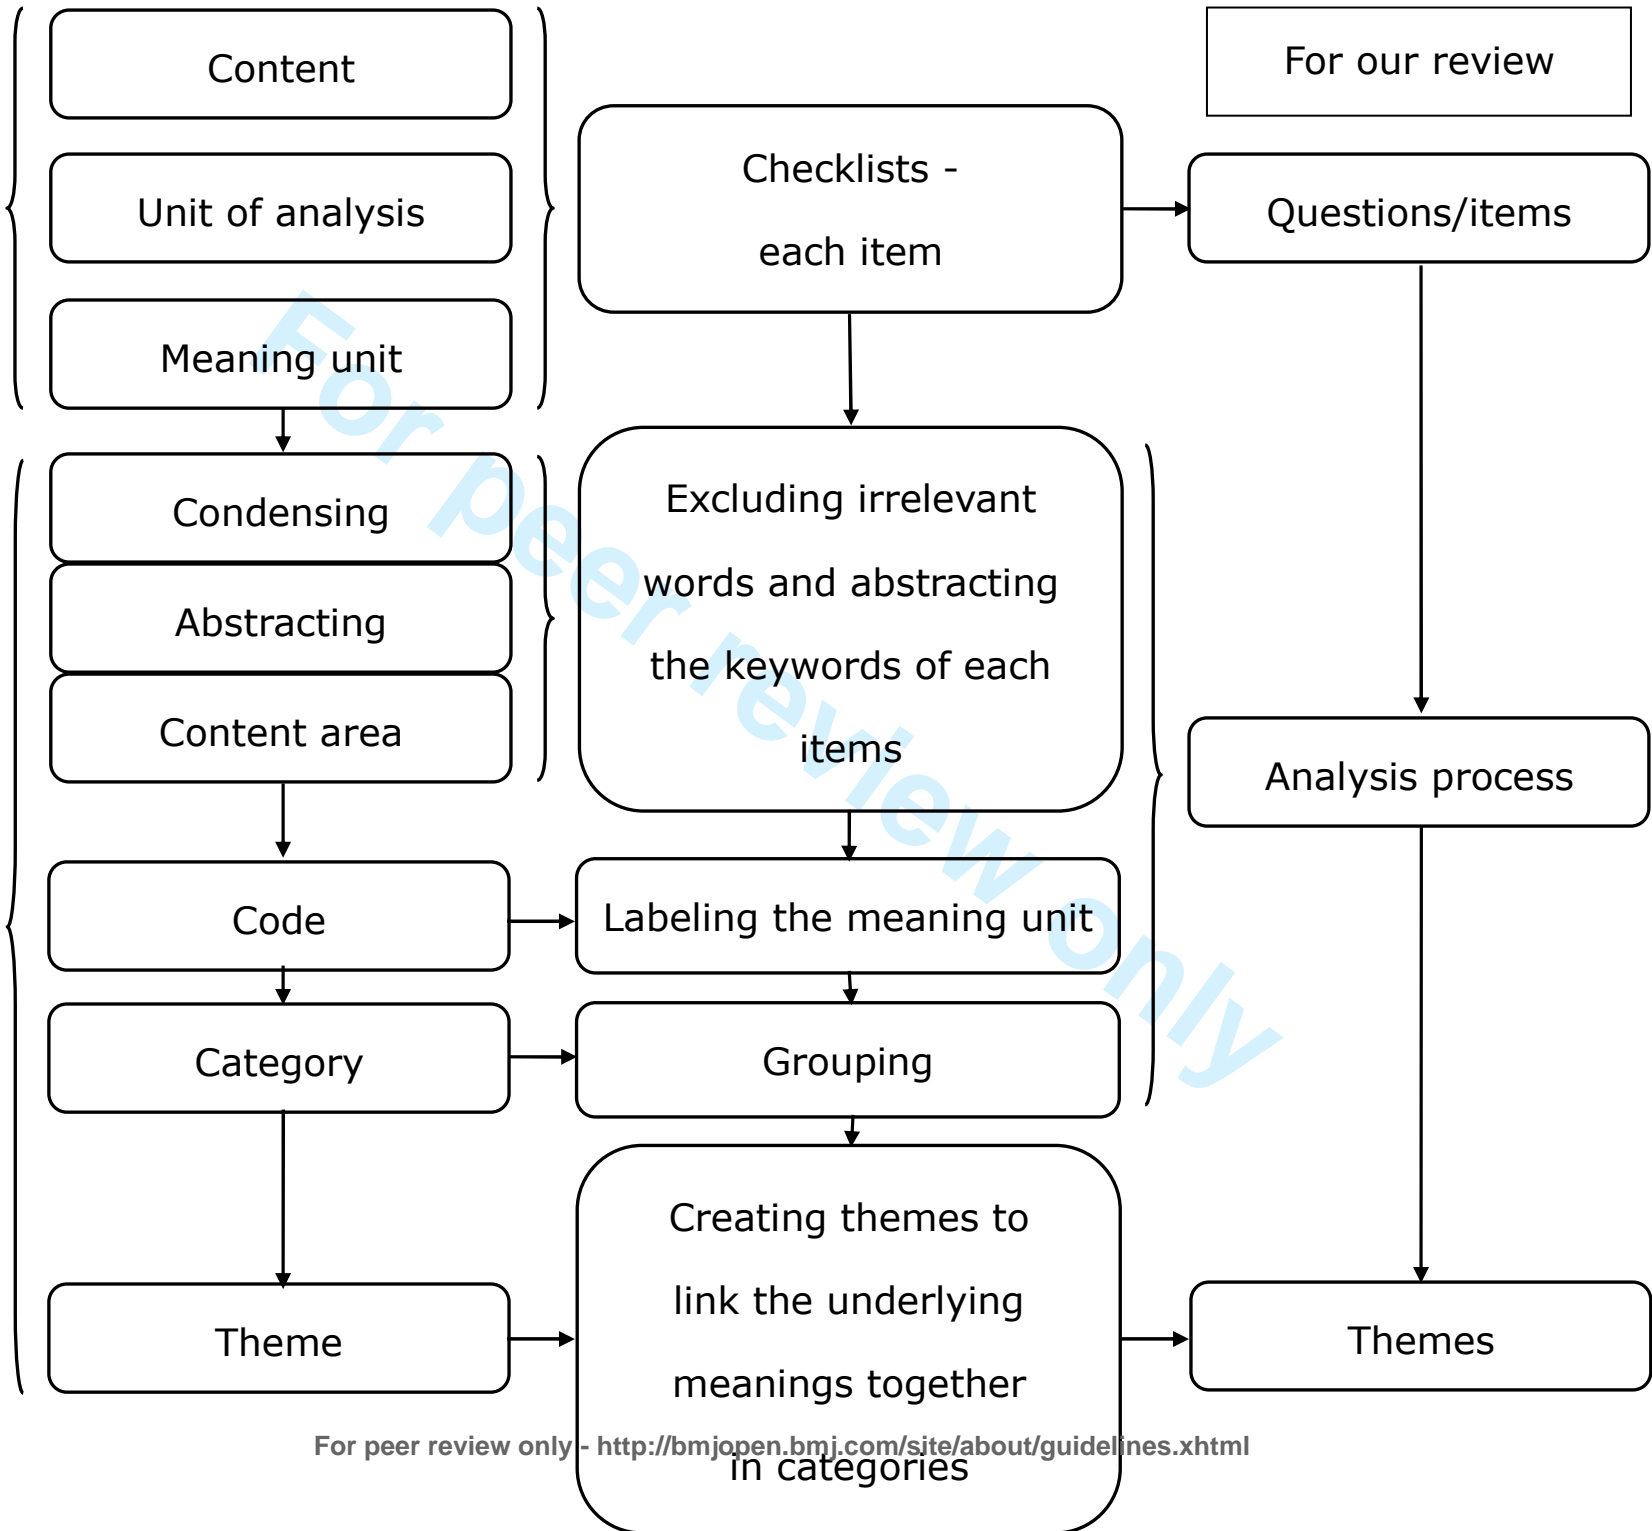 Content
Unit of analysis
Meaning unit
Condensing
Abstracting
Content area
Code
Category
Theme
Checklists -
each item
Excluding irrelevant
words and abstracting
the keywords of each
items
Labeling the meaning unit
Grouping
Creating themes to
link the underlying
meanings together
in categories
For our review
Questions/items
Analysis process
Themes
For peer review only
For peer review only - http://bmjopen.bmj.com/site/about/guidelines.xhtml